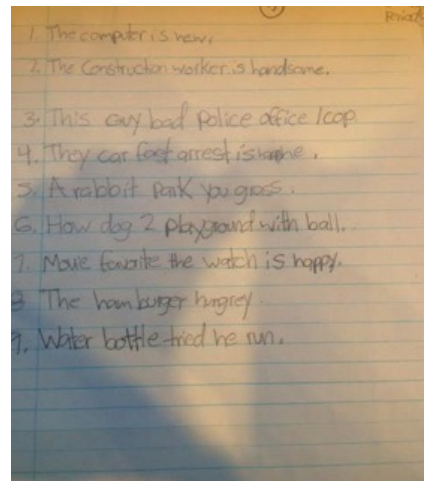 1. The computer is new.
2. The Construction worker is handsome.
3. This guy bad police office
4. They car fast arrest is
5. A rabbit park you grass.
6. How dog 2 playground with ball.
7. Movie favorite the watch is happy.
8 The hamburger hungrey.
9. Water bottle tried he run.